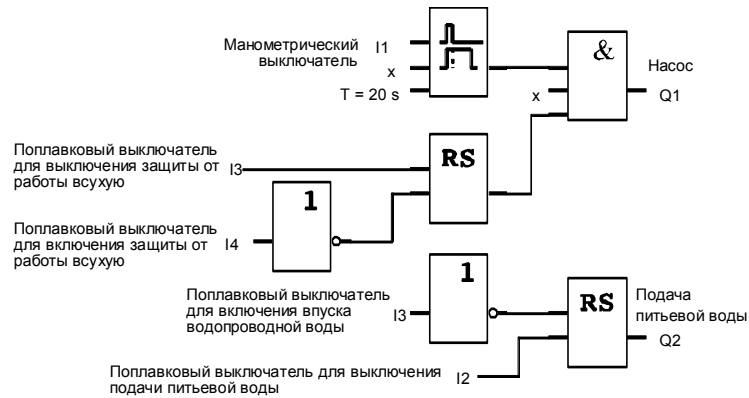 Манометрический
выключатель
I1
x
T = 20 s
&
Насос
x
Q1
Поплавковый выключатель
для выключения защиты от
работы всухую
I3
RS
1
Поплавковый выключатель
для включения защиты от
работы всухую
I4
1
Поплавковый выключатель
для включения впуска
водопроводной воды
I3
RS
Подача
питьевой воды
Q2
Поплавковый выключатель для выключения
подачи питьевой воды
I2